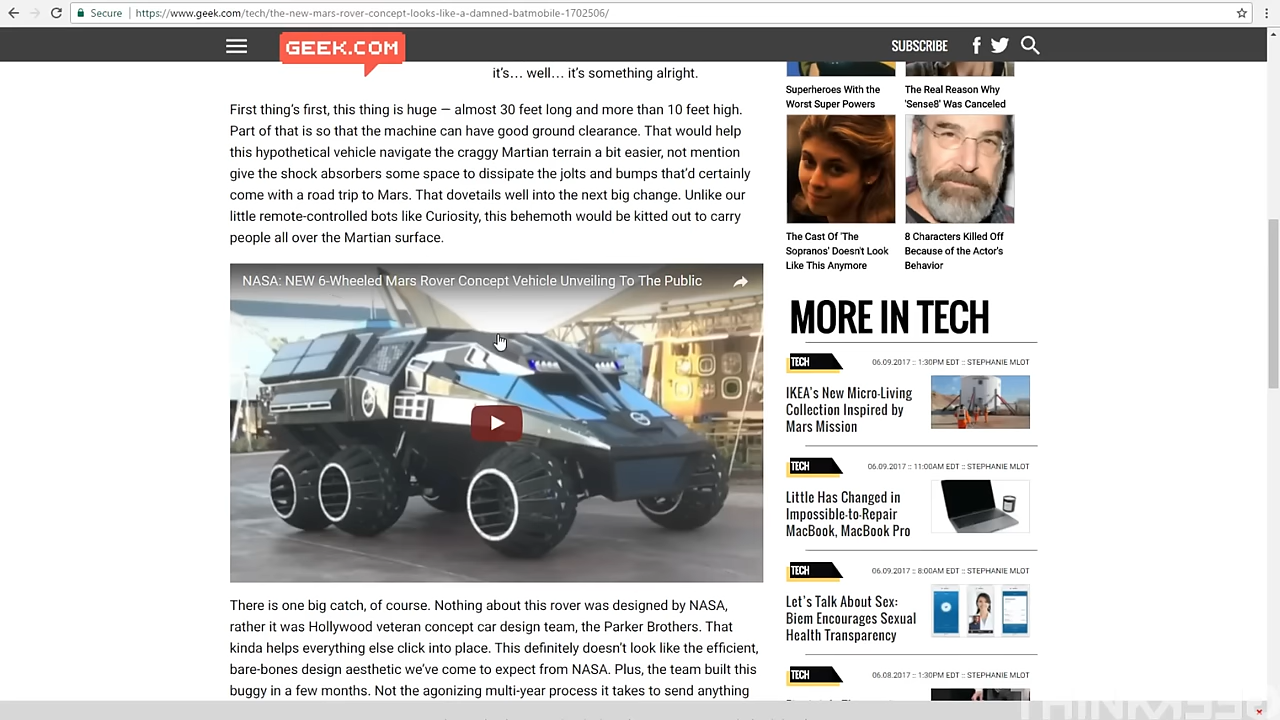 Secure
https://www.geek.com/tech/the-new-mars-rover-concept-looks-like-a-damned-batmobile-1702506/
GEEK.COM
SUBSCRIBE
it's… well… it's something alright.
First thing's first, this thing is huge — almost 30 feet long and more than 10 feet high.
Part of that is so that the machine can have good ground clearance. That would help
this hypothetical vehicle navigate the craggy Martian terrain a bit easier, not mention
give the shock absorbers some space to dissipate the jolts and bumps that'd certainly
come with a road trip to Mars. That dovetails well into the next big change. Unlike our
little remote-controlled bots like Curiosity, this behemoth would be kitted out to carry
people all over the Martian surface.
NASA: NEW 6-Wheeled Mars Rover Concept Vehicle Unveiling To The Public
There is one big catch, of course. Nothing about this rover was designed by NASA,
rather it was Hollywood veteran concept car design team, the Parker Brothers. That
kinda helps everything else click into place. This definitely doesn't look like the efficient,
bare-bones design aesthetic we've come to expect from NASA. Plus, the team built this
buggy in a few months. Not the agonizing multi-year process it takes to send anything
Superheroes With the
Worst Super Powers
The Real Reason Why
'Sense8' Was Canceled
The Cast Of 'The
Sopranos' Doesn't Look
Like This Anymore
8 Characters Killed Off
Because of the Actor's
Behavior
MORE IN TECH
TECH
06.09.2017 :: 1:30PM EDT :: STEPHANIE MLOT
IKEA's New Micro-Living
Collection Inspired by
Mars Mission
TECH
06.09.2017 :: 11:00AM EDT :: STEPHANIE MLOT
Little Has Changed in
Impossible-to-Repair
MacBook, MacBook Pro
TECH
06.09.2017 :: 8:00AM EDT :: STEPHANIE MLOT
Let's Talk About Sex:
Biem Encourages Sexual
Health Transparency
TECH
06.08.2017 :: 1:30PM EDT :: STEPHANIE MLOT